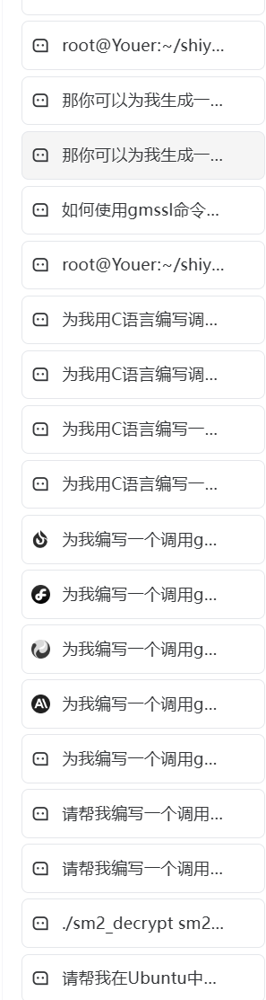 root@Youer:~/shiy...
那你可以为我生成一...
那你可以为我生成一...
如何使用gmssl命令...
root@Youer:~/shiy...
为我用C语言编写调...
为我用C语言编写调...
为我用C语言编写一...
为我用C语言编写一...
为我编写一个调用g...
为我编写一个调用g...
为我编写一个调用g...
为我编写一个调用g...
为我编写一个调用g...
请帮我编写一个调用...
请帮我编写一个调用...
./sm2_decrypt sm2...
请帮我在Ubuntu中...